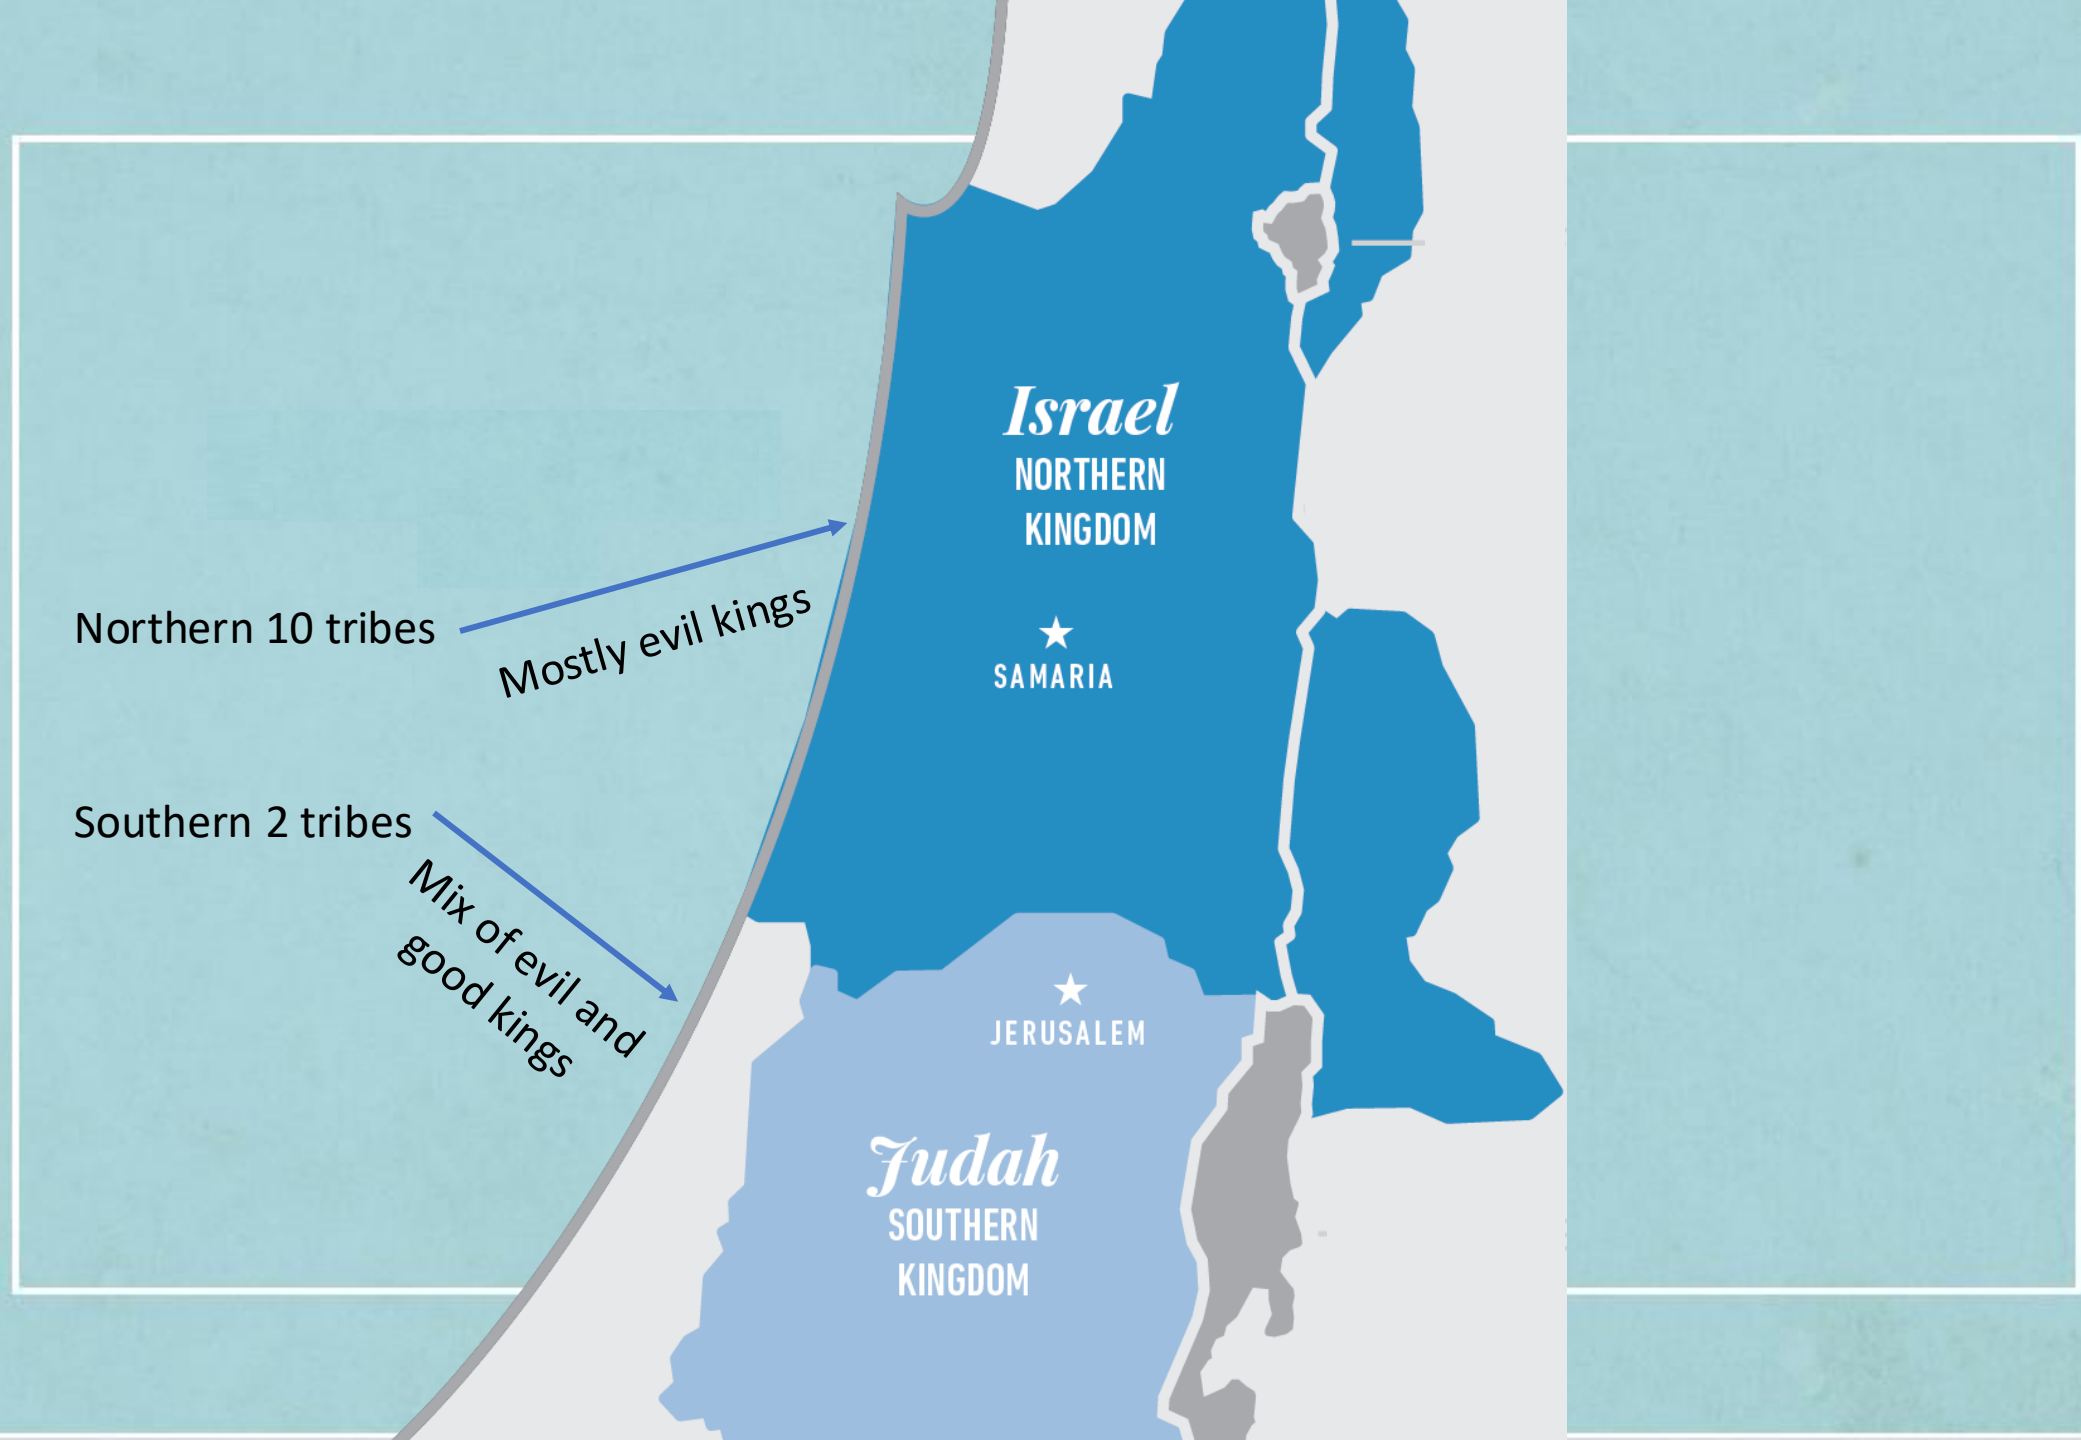 Israel
NORTHERN
KINGDOM
Northern 10 tribes
Mostly evil kings
SAMARIA
Southern 2 tribes
Mix of evil and
good kings
JERUSALEM
Judah
SOUTHERN
KINGDOM